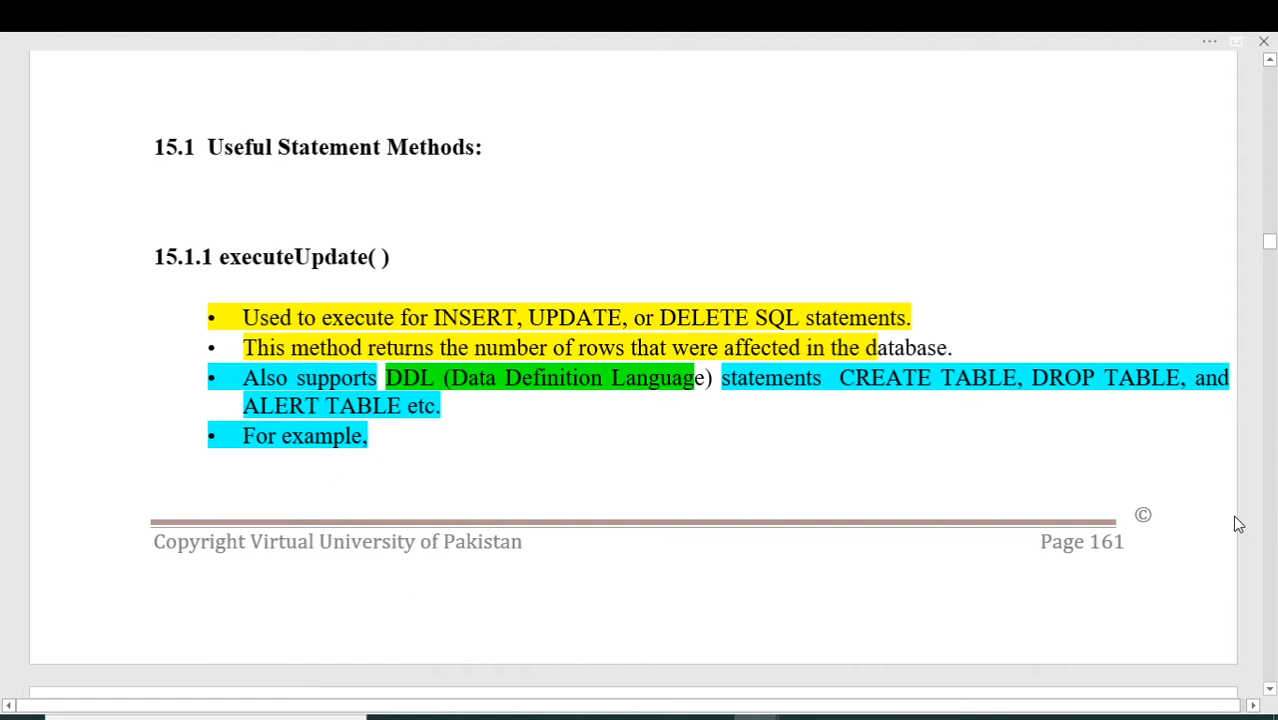 15.1 Useful Statement Methods:
15.1.1 executeUpdate( )
• Used to execute for INSERT, UPDATE, or DELETE SQL statements.
• This method returns the number of rows that were affected in the database.
• Also supports DDL (Data Definition Language) statements CREATE TABLE, DROP TABLE, and
ALERT TABLE etc.
• For example,
©
Copyright Virtual University of Pakistan Page 161